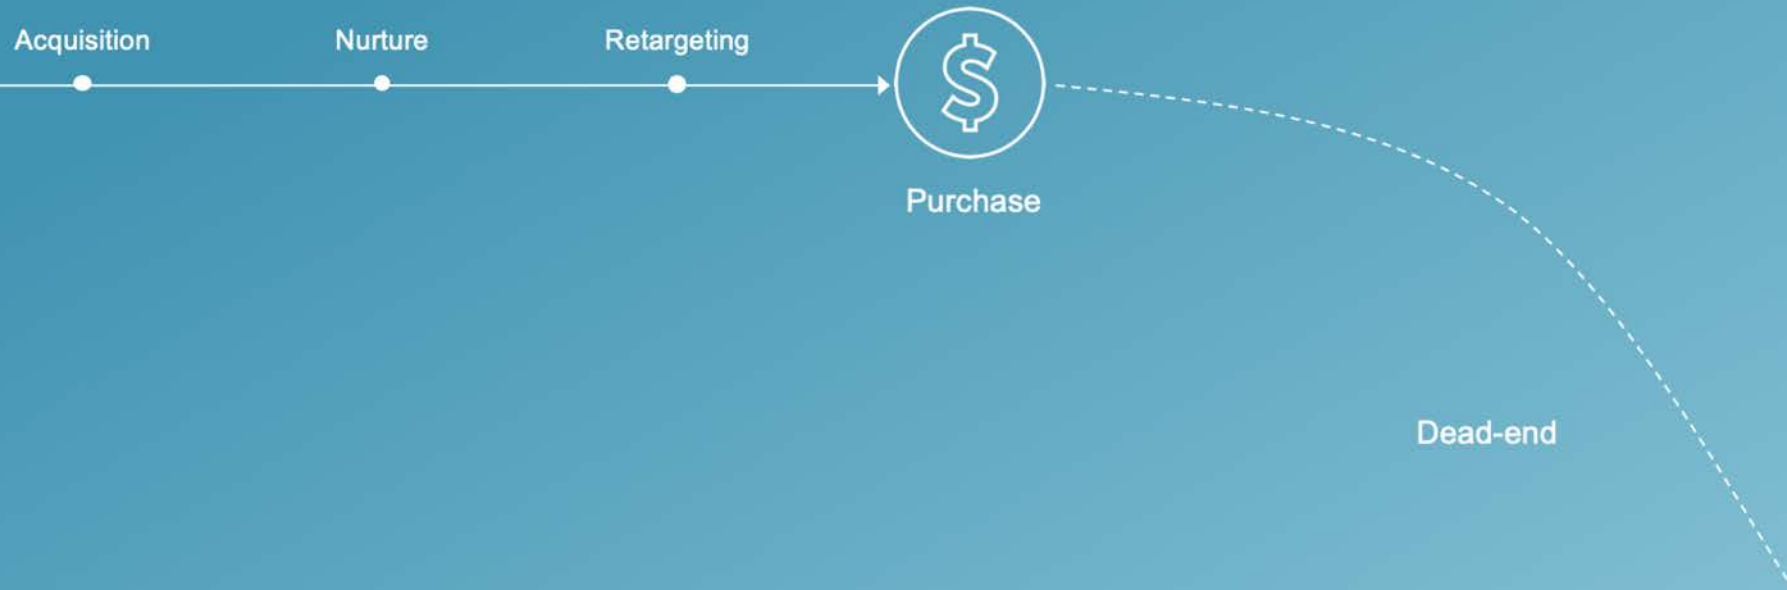 Acquisition
Nurture
Retargeting
$
Purchase
Dead-end